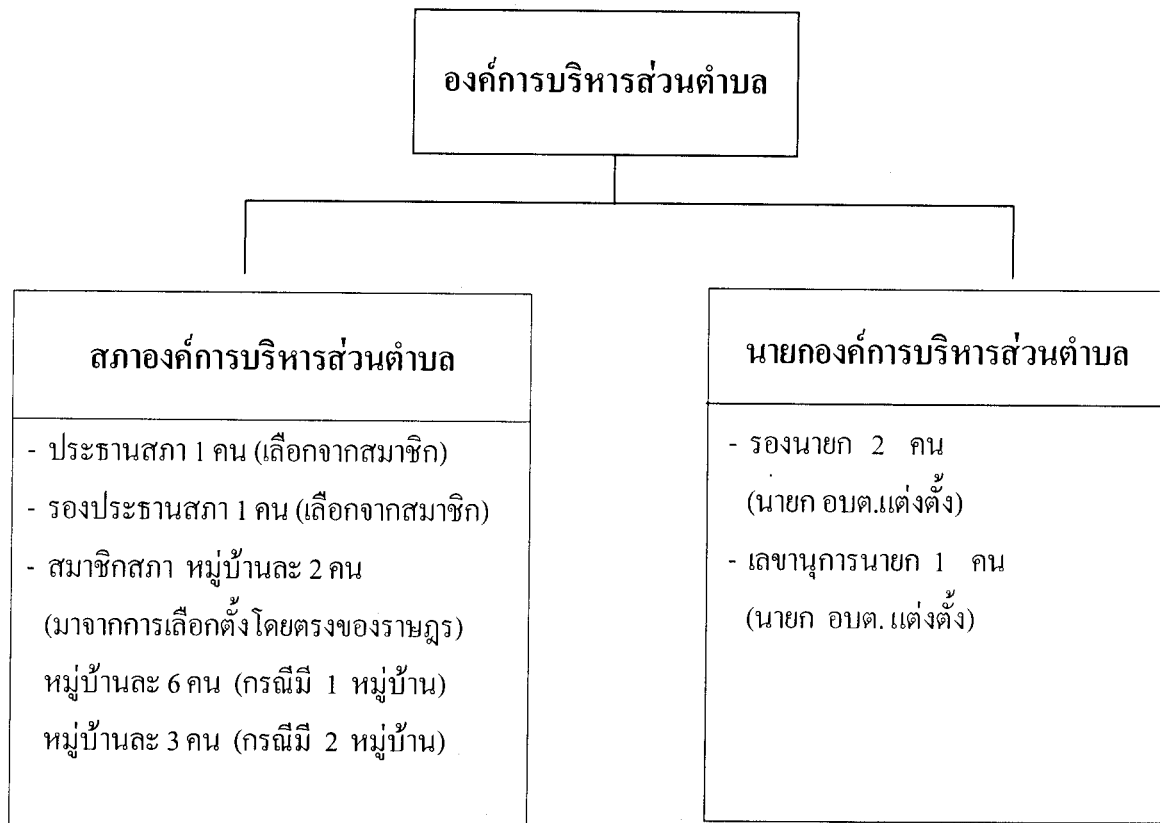 องค์การบริหารส่วนตำบล
สภาองค์การบริหารส่วนตำบล
- ประธานสภา 1 คน (เลือกจากสมาชิก)
- รองประธานสภา 1 คน (เลือกจากสมาชิก)
- สมาชิกสภา หมู่บ้านละ 2 คน
(มาจากการเลือกตั้งโดยตรงของราษฎร)
หมู่บ้านละ 6 คน (กรณีมี 1 หมู่บ้าน)
หมู่บ้านละ 3 คน (กรณีมี 2 หมู่บ้าน)
นายกองค์การบริหารส่วนตำบล
- รองนายก 2 คน
(นายก อบต.แต่งตั้ง)
- เลขานุการนายก 1 คน
(นายก อบต. แต่งตั้ง)